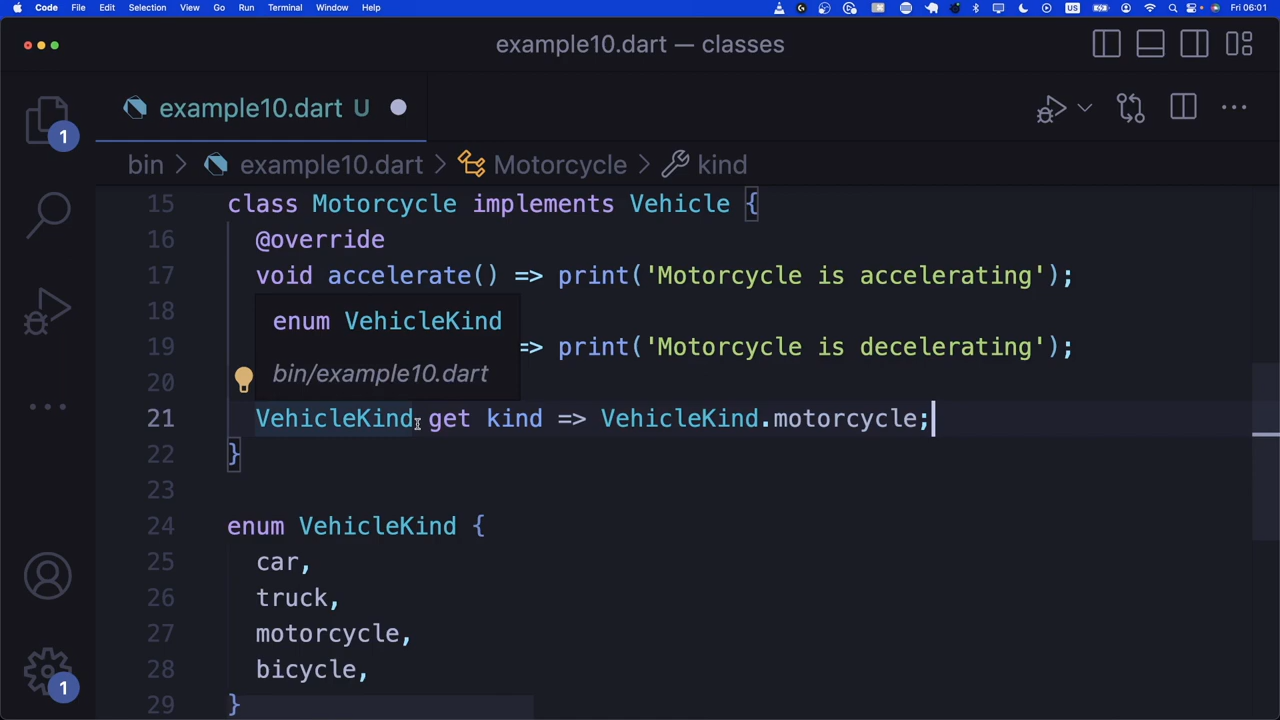 Code File Edit Selection View Go Run Terminal Window Help US Fri 06:01
example10.dart — classes
example10.dart U
bin > example10.dart > Motorcycle > kind
15 class Motorcycle implements Vehicle {
16 @override
17 void accelerate() => print('Motorcycle is accelerating');
18
enum VehicleKind
19 => print('Motorcycle is decelerating');
bin/example10.dart
20
21 VehicleKind get kind => VehicleKind.motorcycle;
22 }
23
24 enum VehicleKind {
25 car,
26 truck,
27 motorcycle,
28 bicycle,
29 }
1
1